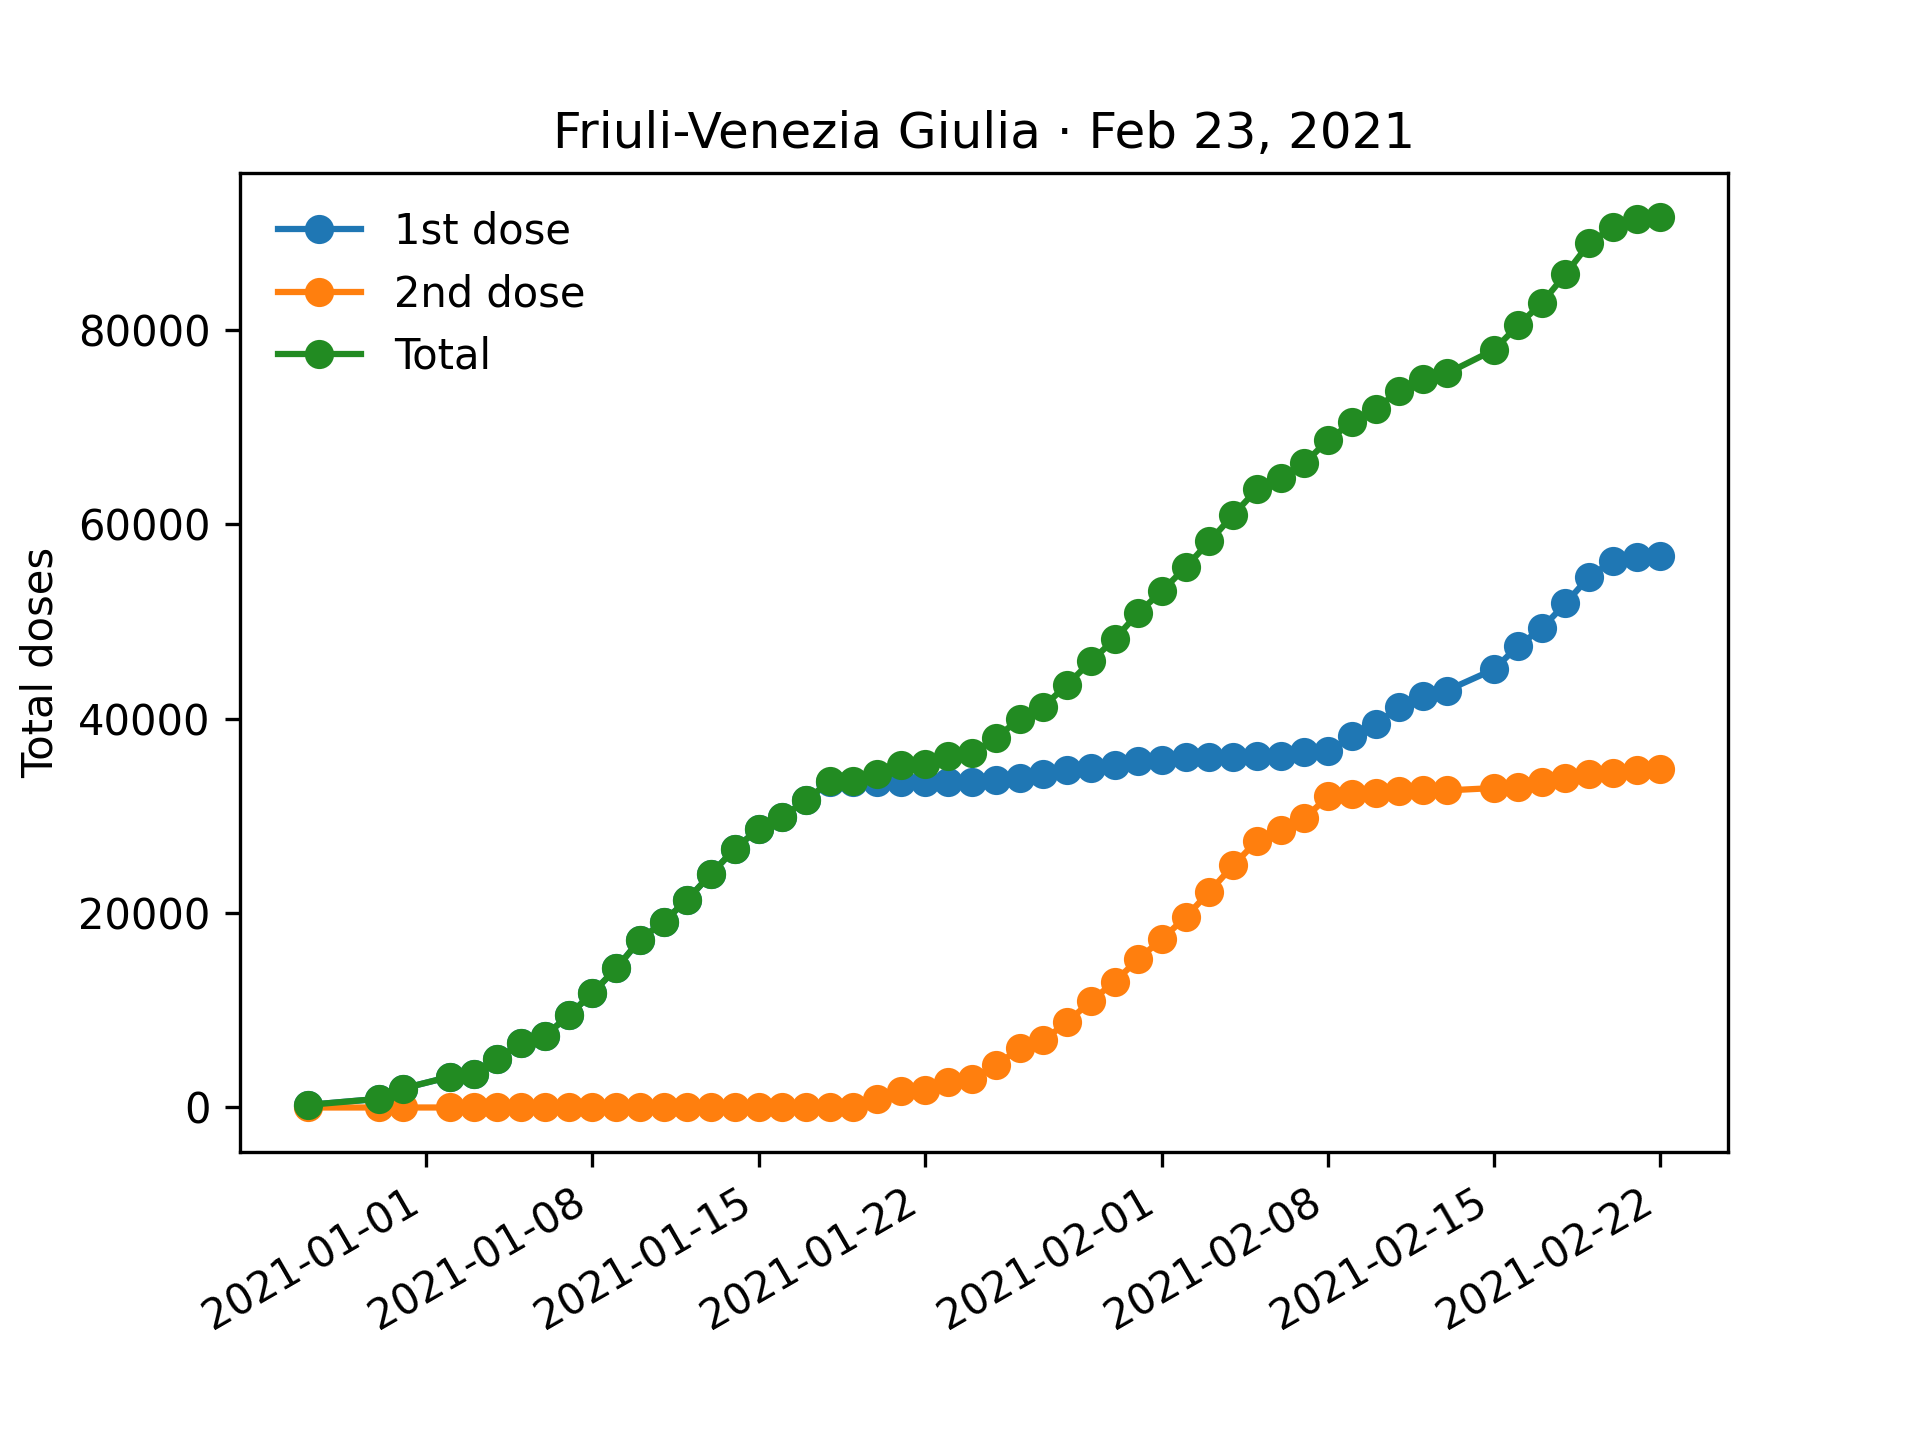 Friuli-Venezia Giulia · Feb 23, 2021
1st dose
2nd dose
Total
Total doses
80000
60000
40000
20000
0
2021-01-01
2021-01-08
2021-01-15
2021-01-22
2021-02-01
2021-02-08
2021-02-15
2021-02-22